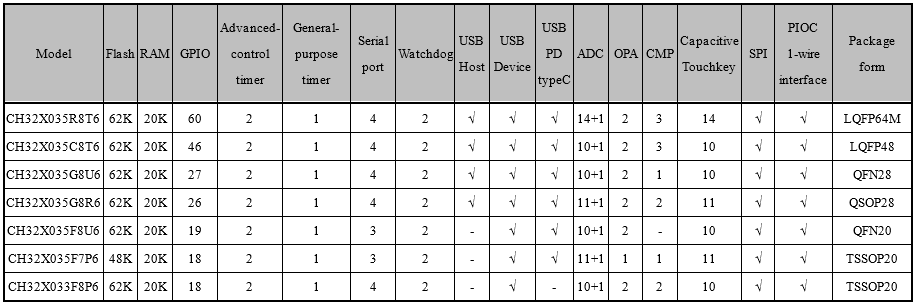 Model Flash RAM GPIO Advanced-control timer General-purpose timer Serial port Watchdog USB Host USB Device USB PD typeC ADC OPA CMP Capacitive Touchkey SPI PIOC 1-wire interface Package form
CH32X035R8T6 62K 20K 60 2 1 4 2 √ √ √ 14+1 2 3 14 √ √ LQFP64M
CH32X035C8T6 62K 20K 46 2 1 4 2 √ √ √ 10+1 2 3 10 √ √ LQFP48
CH32X035G8U6 62K 20K 27 2 1 4 2 √ √ √ 10+1 2 1 10 √ √ QFN28
CH32X035G8R6 62K 20K 26 2 1 4 2 √ √ √ 11+1 2 2 11 √ √ QSOP28
CH32X035F8U6 62K 20K 19 2 1 3 2 - √ √ 10+1 2 - 10 √ √ QFN20
CH32X035F7P6 48K 20K 18 2 1 3 2 - √ √ 11+1 1 1 11 √ √ TSSOP20
CH32X033F8P6 62K 20K 18 2 1 4 2 - √ - 10+1 2 2 10 √ √ TSSOP20